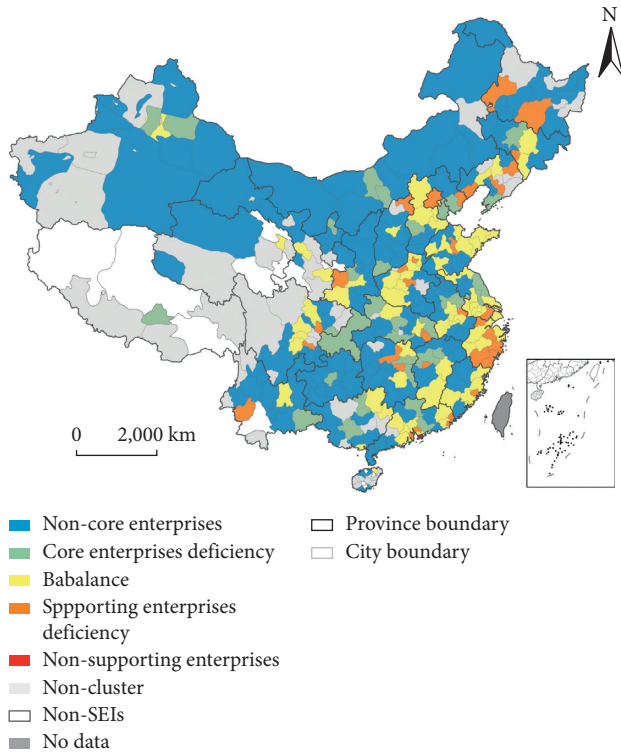 N
0 2,000 km
Non-core enterprises
Core enterprises deficiency
Babalance
Sppporting enterprises
deficiency
Non-supporting enterprises
Non-cluster
Non-SEIs
No data
Province boundary
City boundary